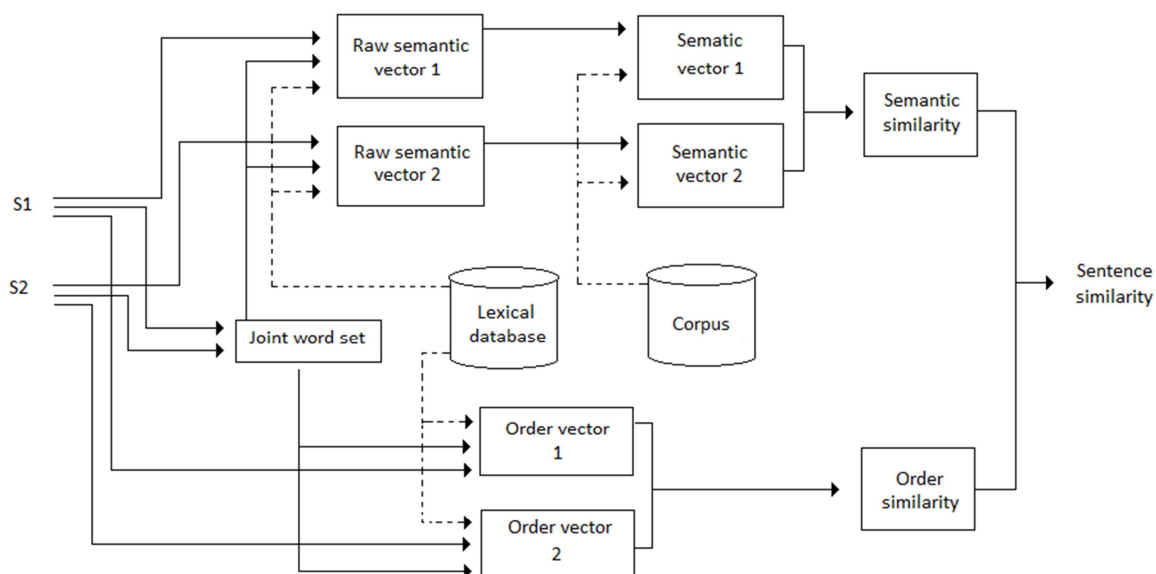 Raw semantic
vector 1
Sematic
vector 1
Semantic
similarity
Raw semantic
vector 2
Semantic
vector 2
S1
S2
Joint word set
Lexical
database
Corpus
Sentence
similarity
Order vector
1
Order
similarity
Order vector
2